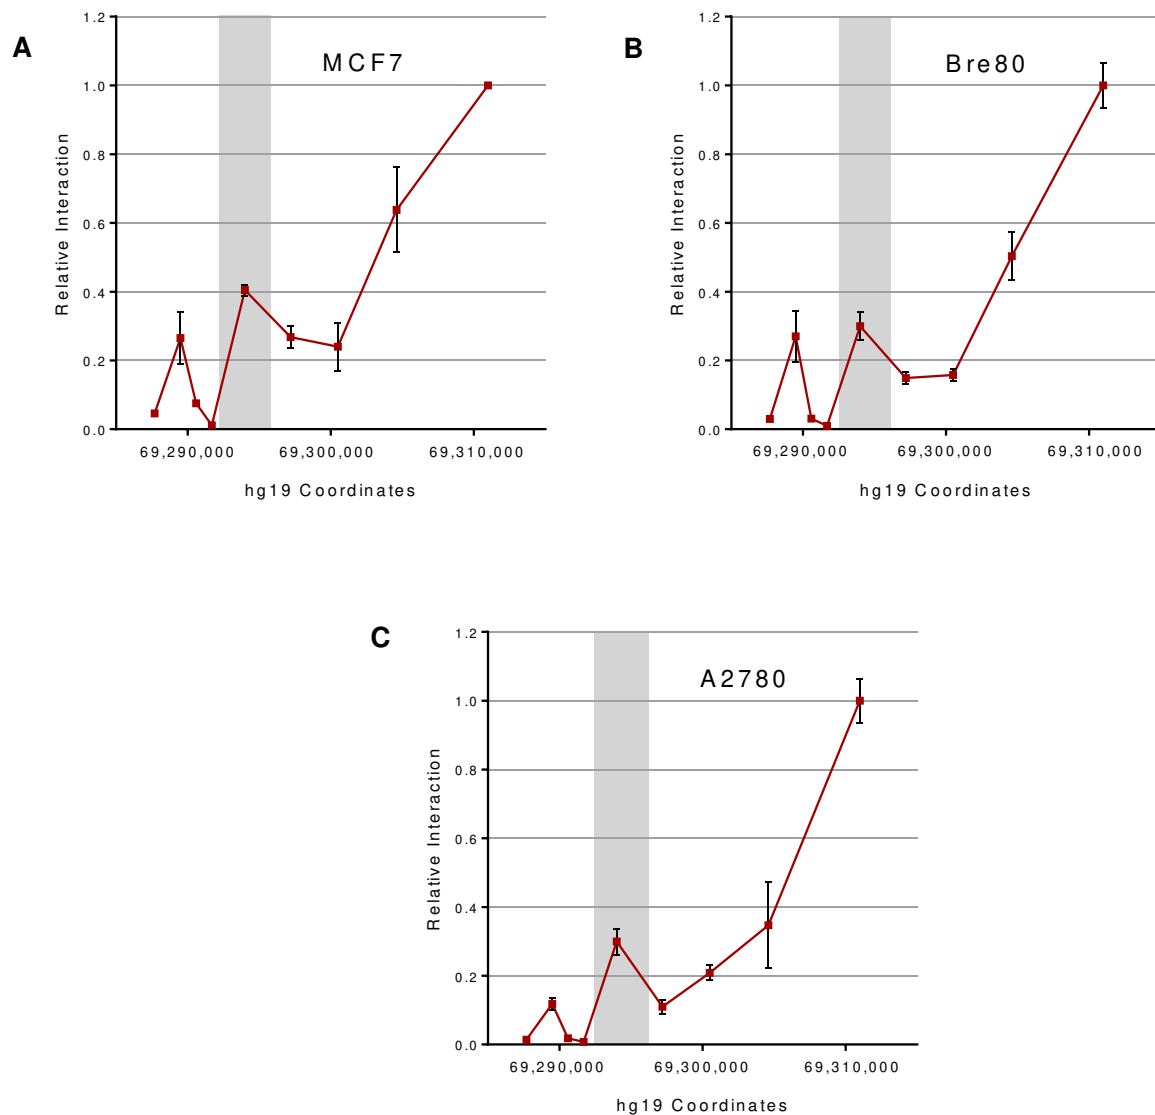 A
MCF7
Relative Interaction
1.2
1.0
0.8
0.6
0.4
0.2
0.0
69,290,000
69,300,000
69,310,000
hg19 Coordinates
B
Bre80
Relative Interaction
1.2
1.0
0.8
0.6
0.4
0.2
0.0
69,290,000
69,300,000
69,310,000
hg19 Coordinates
C
A2780
Relative Interaction
1.2
1.0
0.8
0.6
0.4
0.2
0.0
69,290,000
69,300,000
69,310,000
hg19 Coordinates